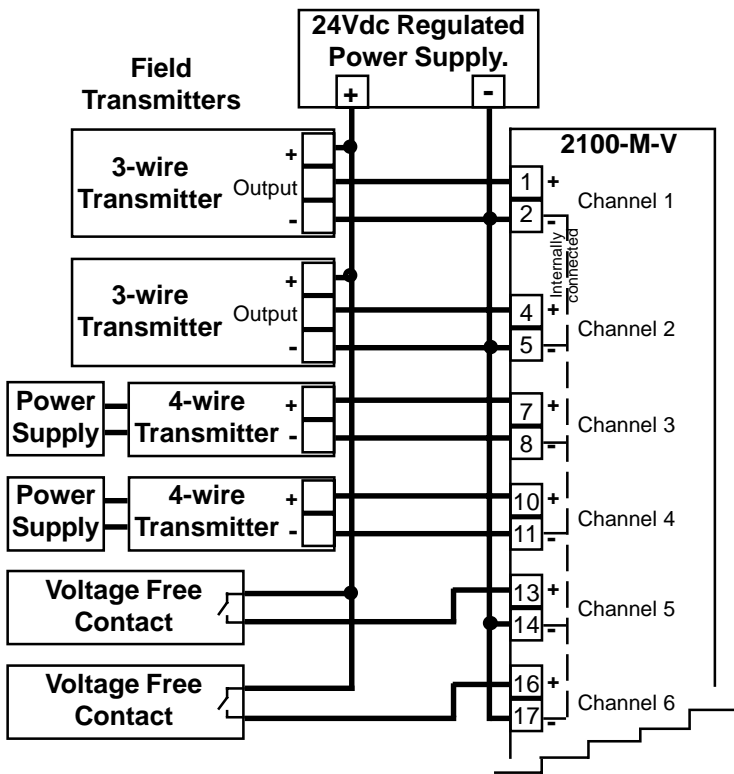 24Vdc Regulated
Power Supply.
+ -
Field
Transmitters
2100-M-V
3-wire
Transmitter
+
Output
-
1 +
2 -
Channel 1
Internally
connected
3-wire
Transmitter
+
Output
-
4 +
5 -
Channel 2
Power
Supply
4-wire
Transmitter
+
-
7 +
8 -
Channel 3
Power
Supply
4-wire
Transmitter
+
-
10 +
11 -
Channel 4
Voltage Free
Contact
13 +
14 -
Channel 5
Voltage Free
Contact
16 +
17 -
Channel 6